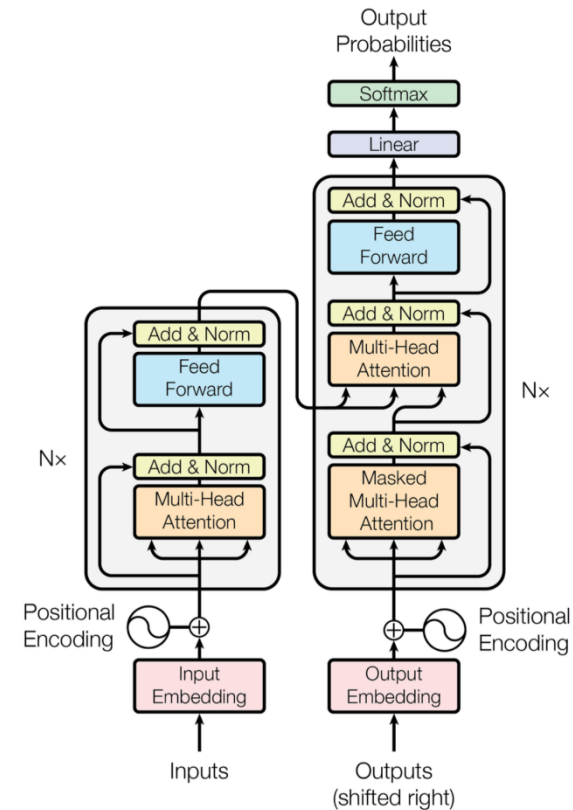 Output
Probabilities
Softmax
Linear
Add & Norm
Feed
Forward
Add & Norm
Multi-Head
Attention
Add & Norm
Masked
Multi-Head
Attention
N×
Add & Norm
Feed
Forward
Add & Norm
Multi-Head
Attention
N×
Positional
Encoding
Positional
Encoding
Input
Embedding
Output
Embedding
Inputs
Outputs
(shifted right)